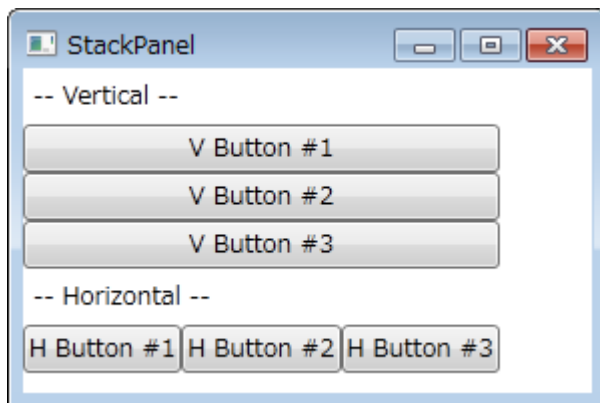 StackPanel
-- Vertical --
V Button #1
V Button #2
V Button #3
-- Horizontal --
H Button #1 H Button #2 H Button #3